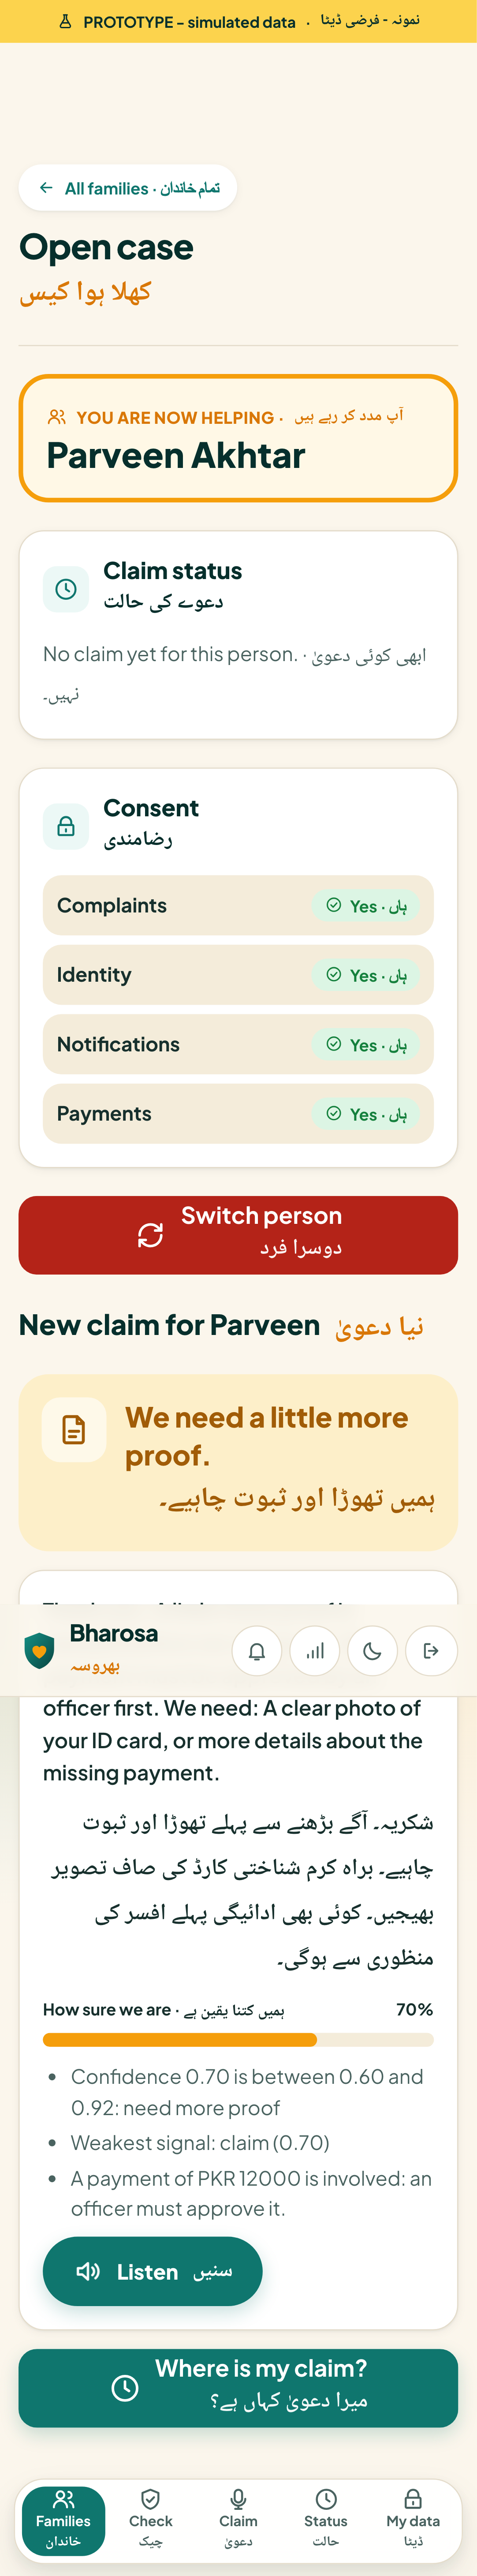 PROTOTYPE – simulated data · نمونہ - فرضی ڈیٹا
All families · تمام خاندان
Open case
کھلا ہوا کیس
YOU ARE NOW HELPING · آپ مدد کر رہے ہیں
Parveen Akhtar
Claim status
دعوے کی حالت
No claim yet for this person. · ابھی کوئی دعویٰ
نہیں۔
Consent
رضامندی
Complaints Yes · ہاں
Identity Yes · ہاں
Notifications Yes · ہاں
Payments Yes · ہاں
Switch person
دوسرا فرد
New claim for Parveen نیا دعویٰ
We need a little more
proof.
ہمیں تھوڑا اور ثبوت چاہیے۔
Bharosa
بھروسہ
officer first. We need: A clear photo of
your ID card, or more details about the
missing payment.
شکریہ۔ آگے بڑھنے سے پہلے تھوڑا اور ثبوت
چاہیے۔ براہ کرم شناختی کارڈ کی صاف تصویر
بھیجیں۔ کوئی بھی ادائیگی پہلے افسر کی
منظوری سے ہوگی۔
How sure we are · ہمیں کتنا یقین ہے 70%
Confidence 0.70 is between 0.60 and
0.92: need more proof
Weakest signal: claim (0.70)
A payment of PKR 12000 is involved: an
officer must approve it.
Listen سنیں
Where is my claim?
میرا دعویٰ کہاں ہے؟
Families Check Claim Status My data
خاندان چیک دعویٰ حالت ڈیٹا